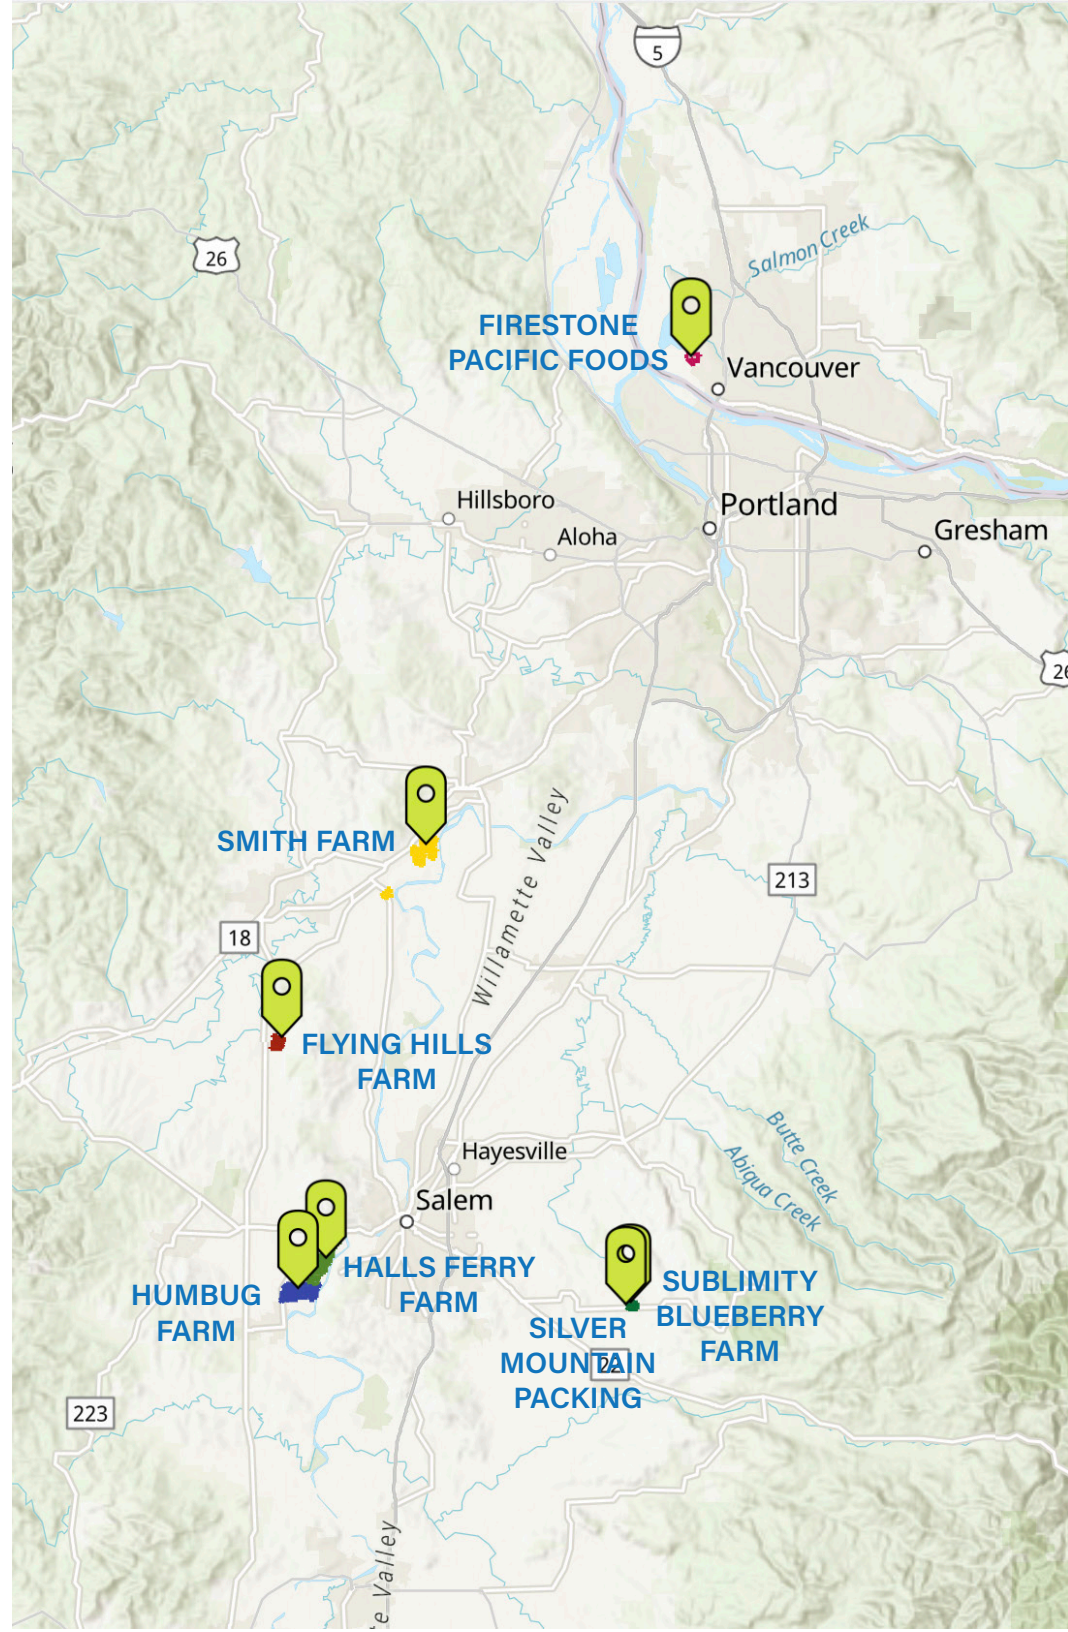 5
Salmon Creek
26
FIRESTONE
PACIFIC FOODS
Vancouver
Hillsboro
Portland
Aloha
Gresham
26
SMITH FARM
Willamette Valley
213
18
FLYING HILLS
FARM
Butte Creek
Abiqua Creek
Hayesville
Salem
HALLS FERRY
FARM
HUMBUG
FARM
SUBLIMITY
BLUEBERRY
FARM
SILVER
MOUNTAIN
PACKING
22
223
te Valley